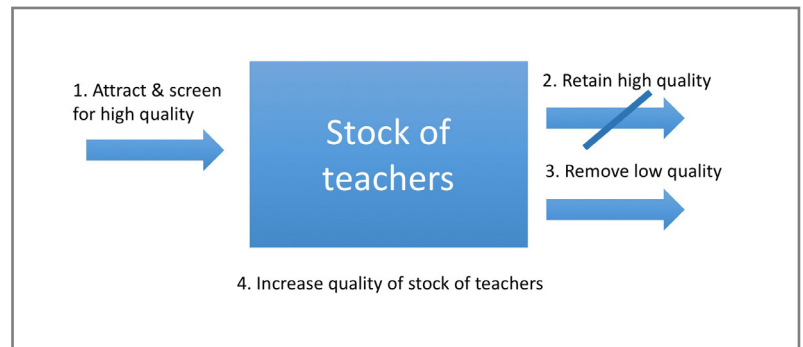 1. Attract & screen
for high quality
Stock of
teachers
2. Retain high quality
3. Remove low quality
4. Increase quality of stock of teachers